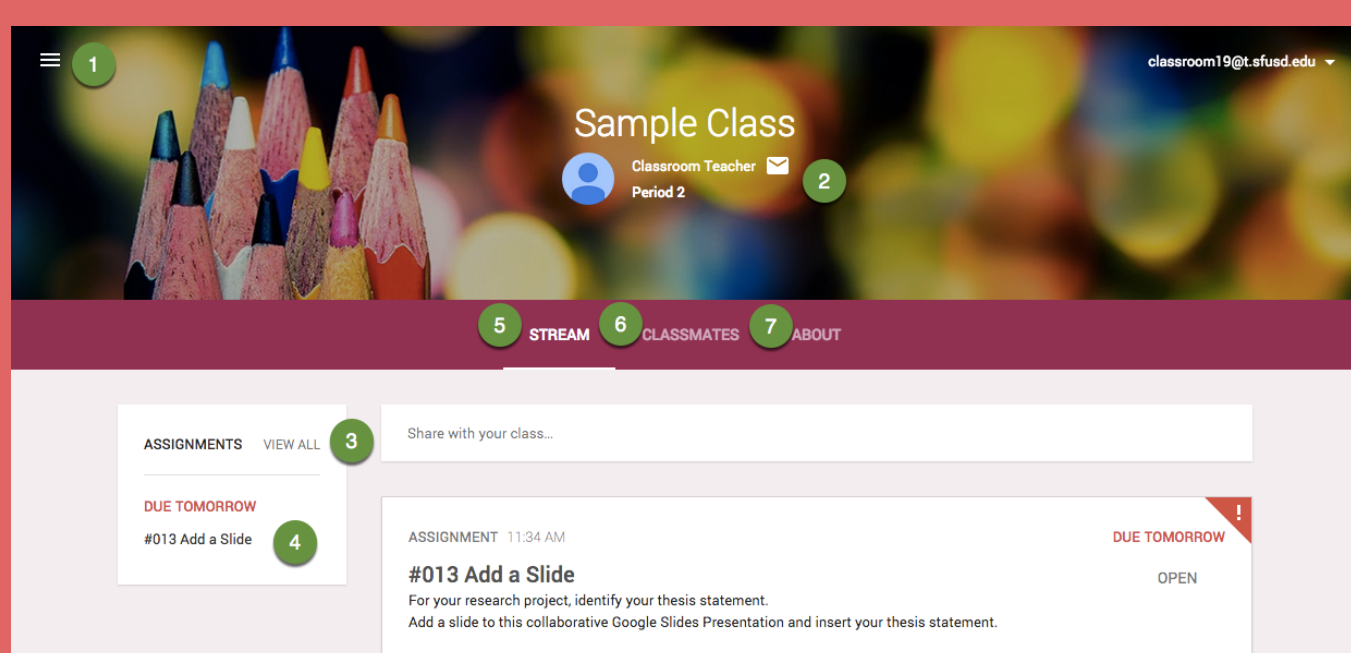 1
classroom19@t.sfusd.edu
Sample Class
Classroom Teacher
2
Period 2
5 STREAM 6 CLASSMATES 7 ABOUT
ASSIGNMENTS VIEW ALL 3
DUE TOMORROW
#013 Add a Slide 4
Share with your class...
!
ASSIGNMENT 11:34 AM DUE TOMORROW
#013 Add a Slide OPEN
For your research project, identify your thesis statement.
Add a slide to this collaborative Google Slides Presentation and insert your thesis statement.